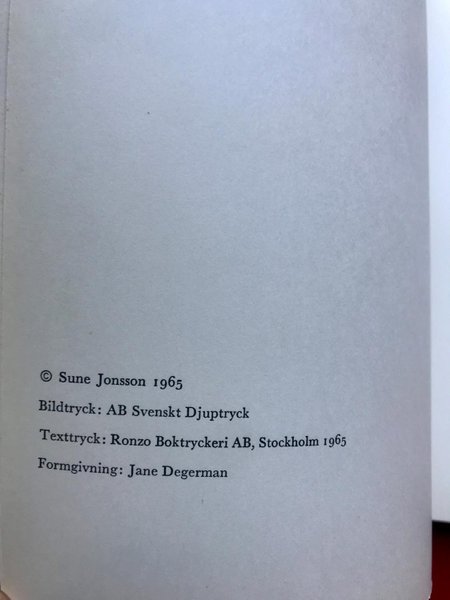 © Sune Jonsson 1965
Bildtryck: AB Svenskt Djuptryck
Texttryck: Ronzo Boktryckeri AB, Stockholm 1965
Formgivning: Jane Degerman